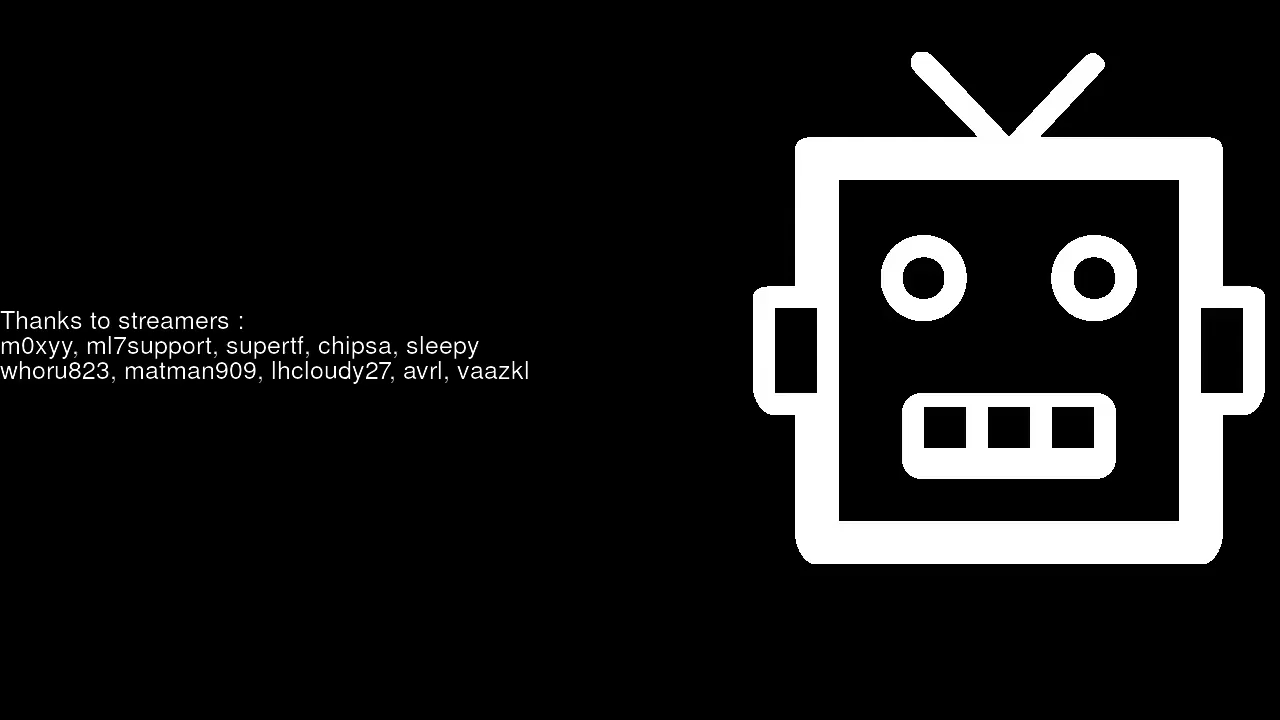 Thanks to streamers :
m0xyy, ml7support, supertf, chipsa, sleepy
whoru823, matman909, lhcloudy27, avrl, vaazkl